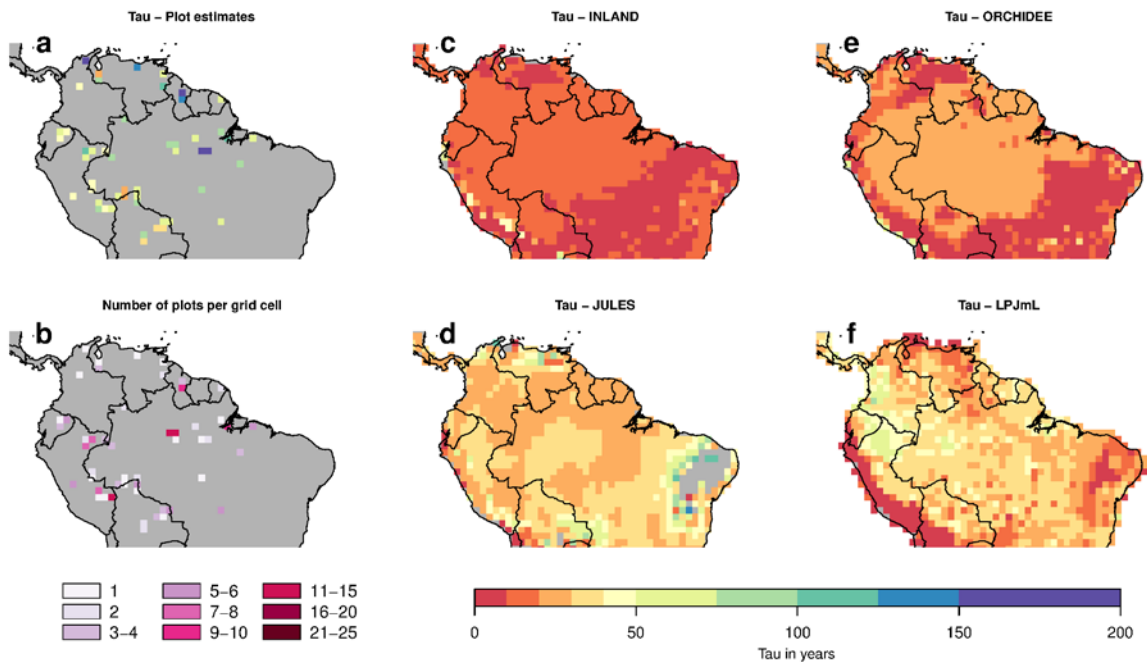 Tau – Plot estimates
Tau – INLAND
Tau – ORCHIDEE
a
c
e
Number of plots per grid cell
Tau – JULES
Tau – LPJmL
b
d
f
1
5–6
11–15
2
7–8
16–20
3–4
9–10
21–25
0
50
100
150
200
Tau in years